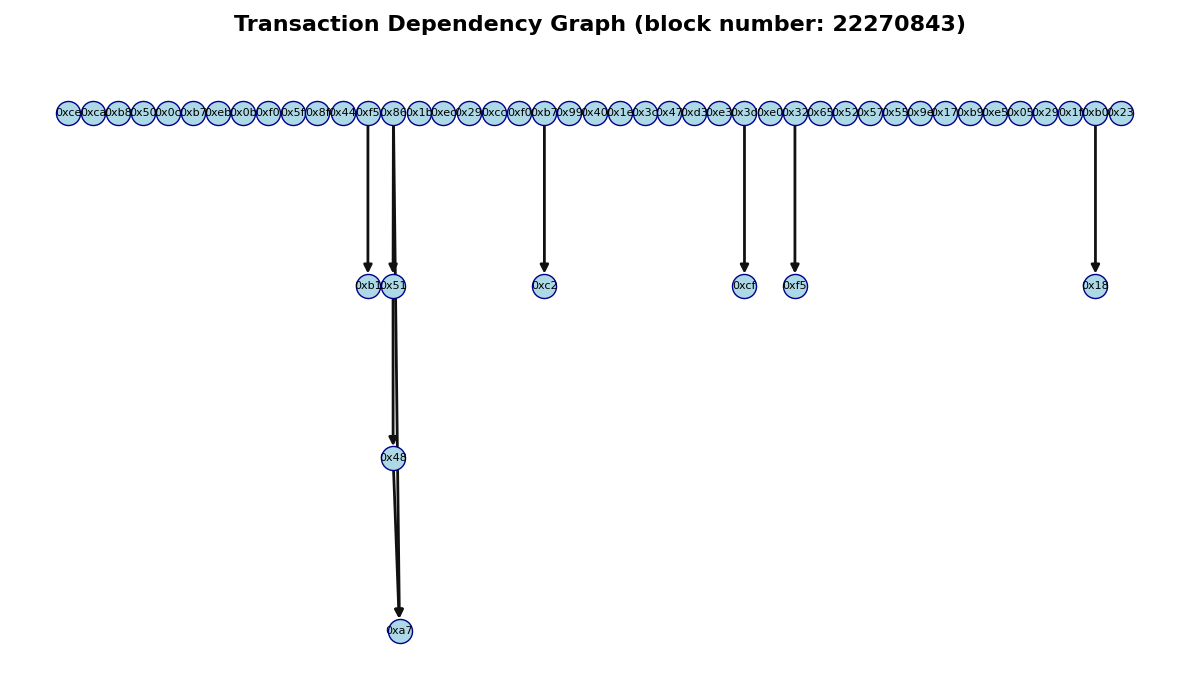 Transaction Dependency Graph (block number: 22270843)
0xce 0xca 0xb8 0x50 0x0c 0xb7 0xeb 0x0b 0xf0 0x5f 0x8f 0x44 0xf5 0x86 0x1b 0xec 0x29 0xcc 0xf0 0xb7 0x99 0x40 0x1e 0x3c 0x47 0xd3 0xe3 0x3d 0xe0 0x32 0x65 0x52 0x57 0x55 0x9e 0x17 0xb9 0xe5 0x05 0x29 0x1f 0xb0 0x23
0xb1 0x51 0xc2 0xcf 0xf5 0x18
0x48
0xa7